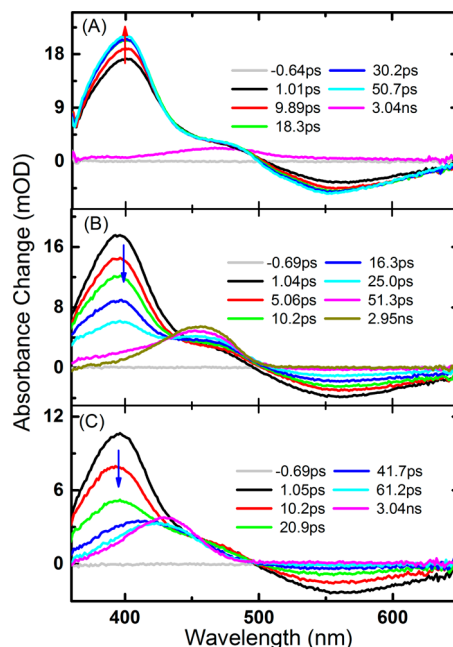 (A)
18
12
6
0
-0.64ps
1.01ps
9.89ps
18.3ps
30.2ps
50.7ps
3.04ns
Absorbance Change (mOD)
(B)
16
8
0
-0.69ps
1.04ps
5.06ps
10.2ps
16.3ps
25.0ps
51.3ps
2.95ns
(C)
12
6
0
-0.69ps
1.05ps
10.2ps
20.9ps
41.7ps
61.2ps
3.04ns
400 500 600
Wavelength (nm)